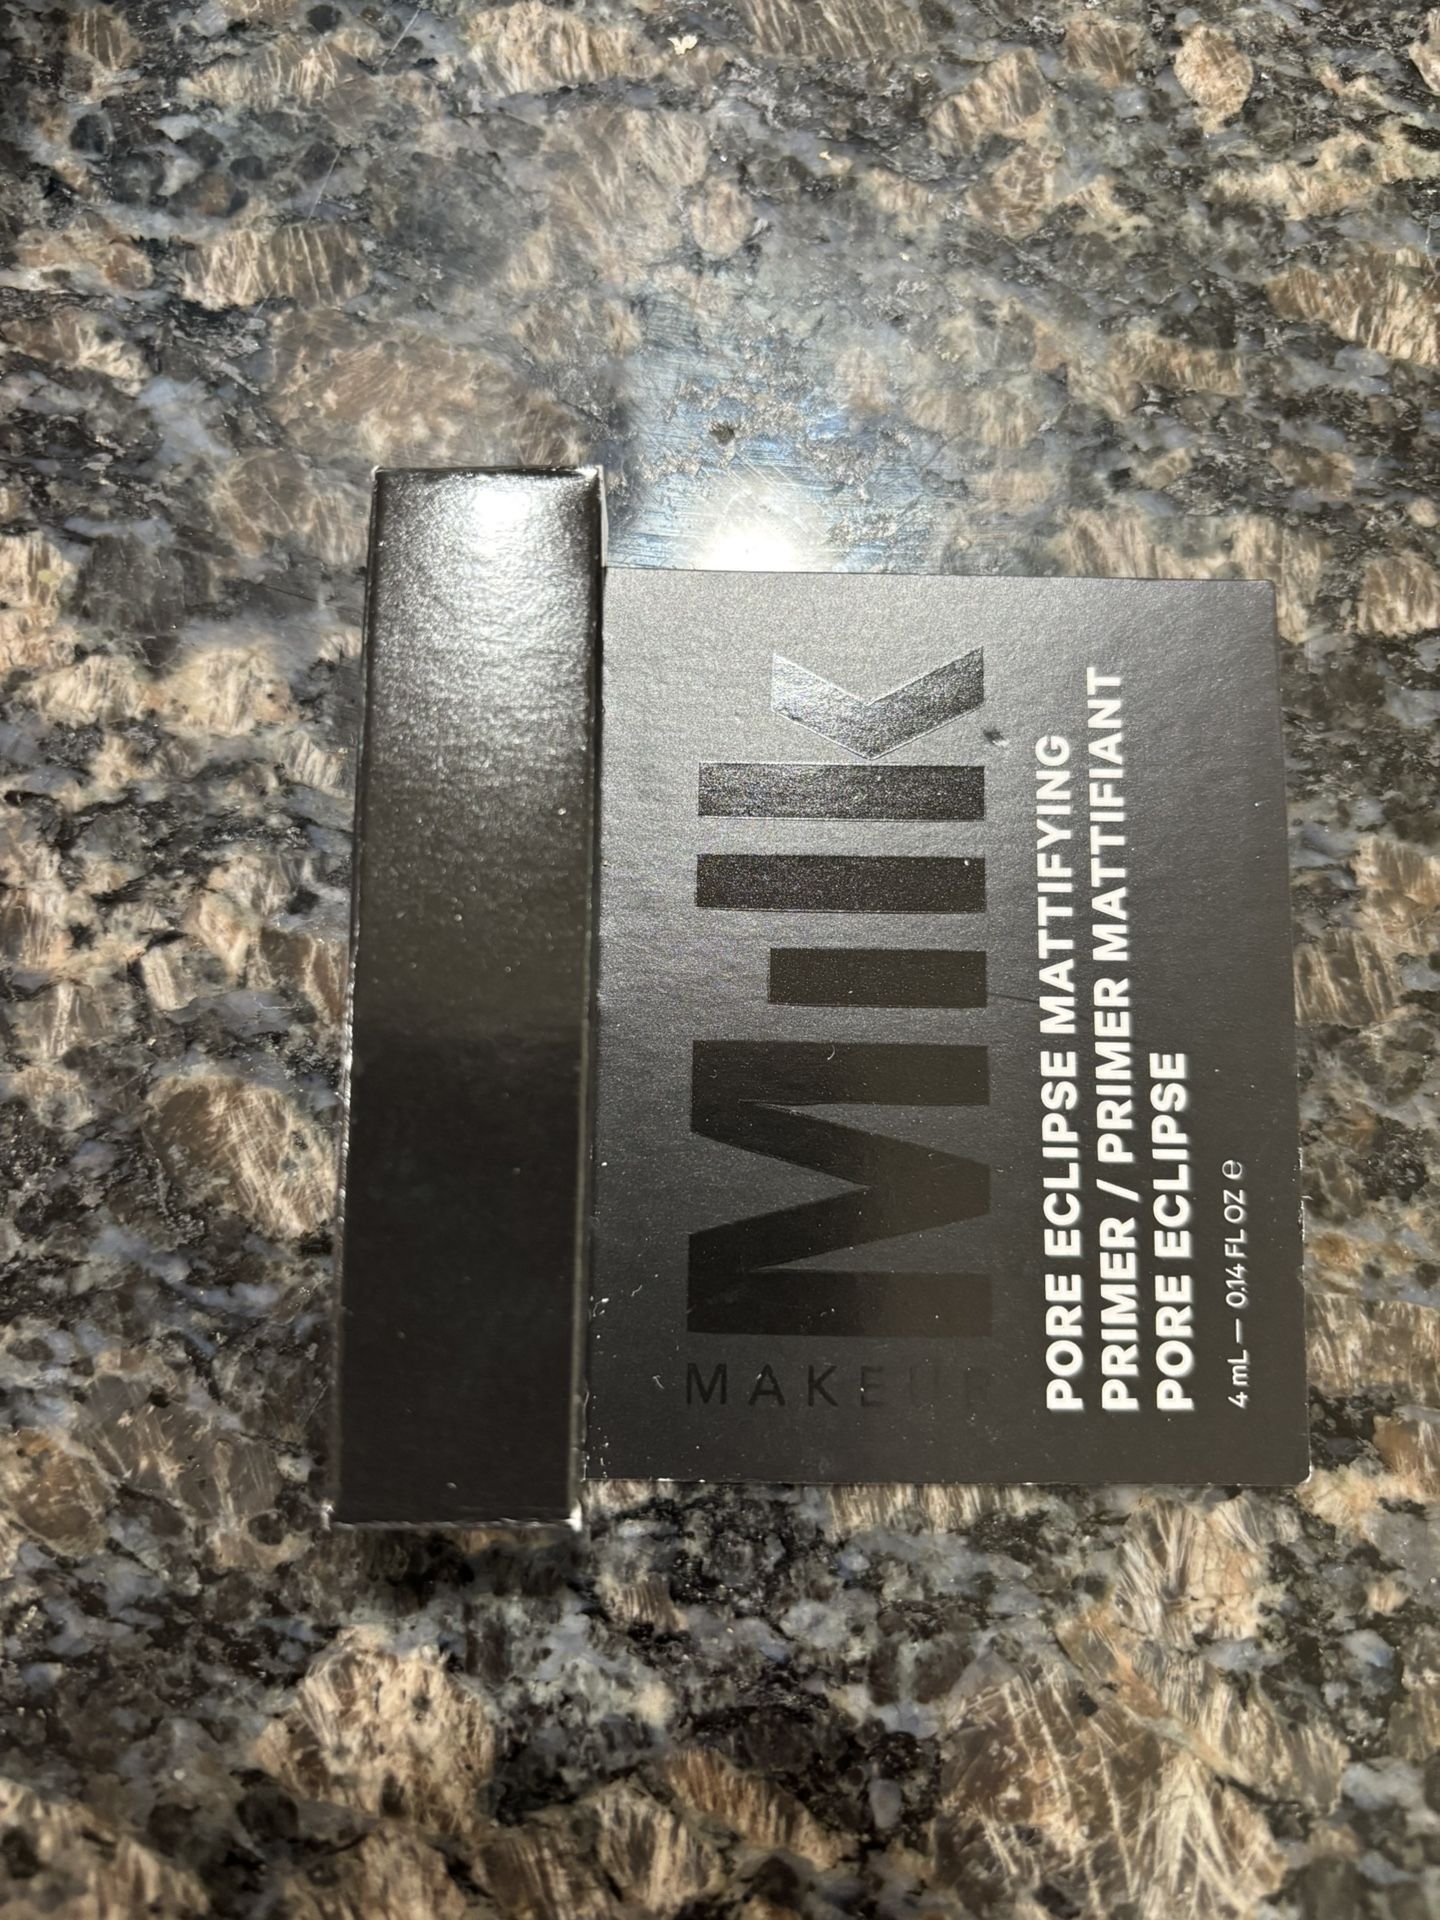 Milk
MAKEUP
PORE ECLIPSE MATTIFYING
PRIMER / PRIMER MATTIFIANT
PORE ECLIPSE
4 mL — 0.14 FL OZ ℮